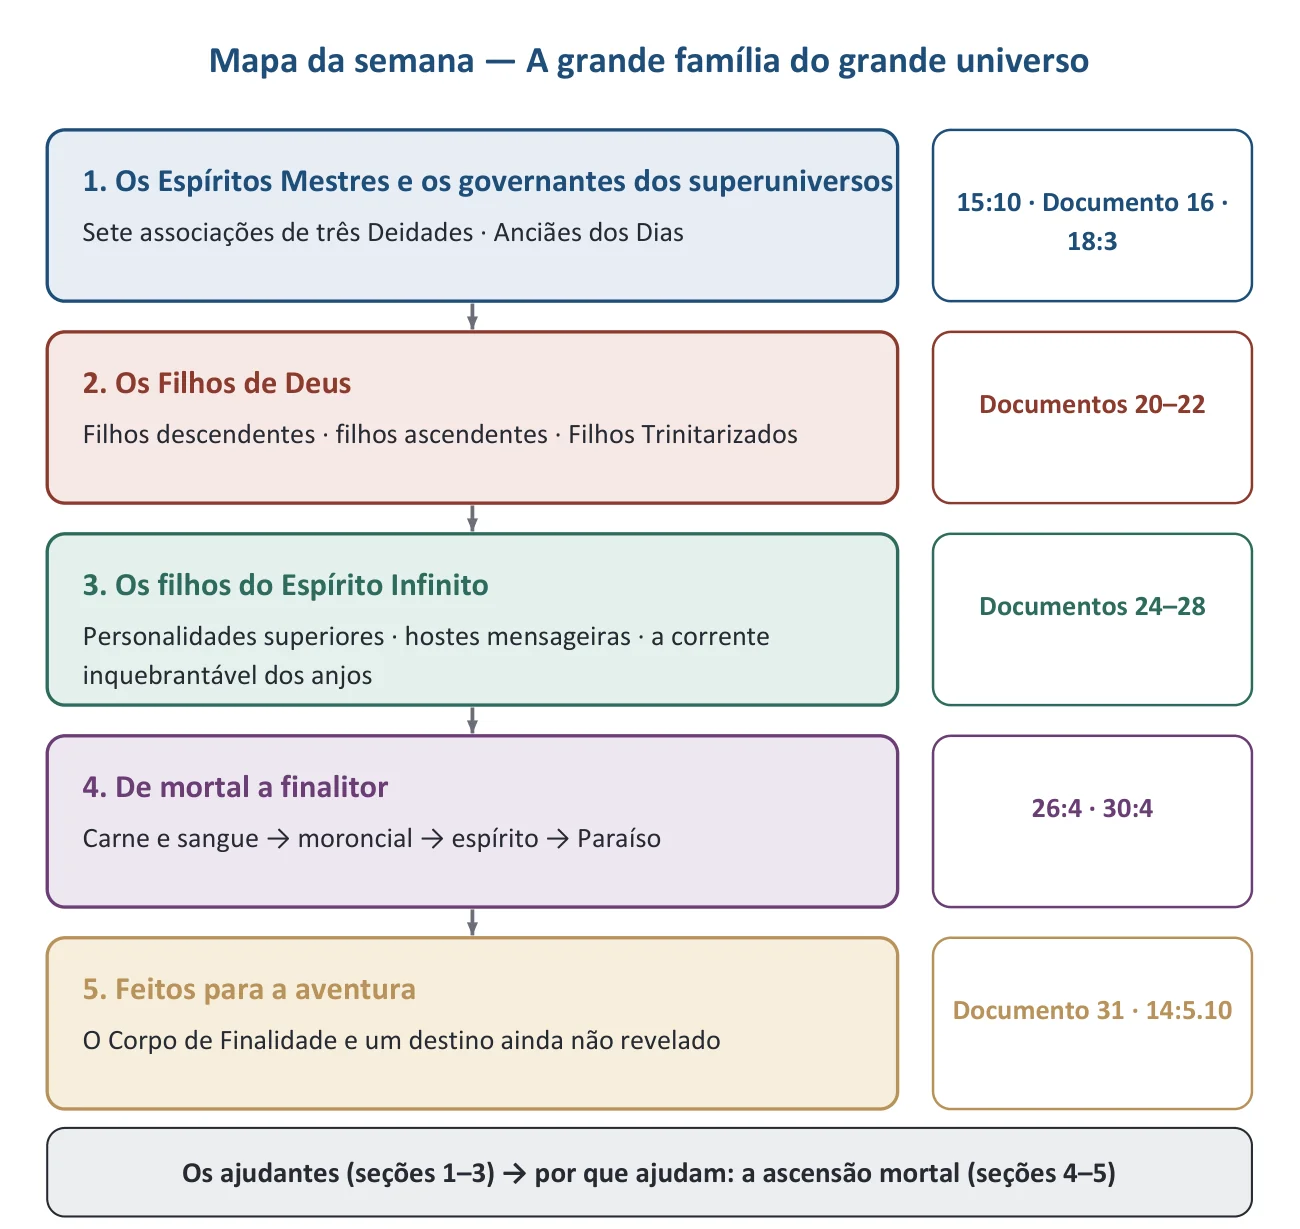 Mapa da semana — A grande família do grande universo
1. Os Espíritos Mestres e os governantes dos superuniversos
Sete associações de três Deidades · Anciães dos Dias
15:10 · Documento 16 ·
18:3
2. Os Filhos de Deus
Filhos descendentes · filhos ascendentes · Filhos Trinitarizados
Documentos 20–22
3. Os filhos do Espírito Infinito
Personalidades superiores · hostes mensageiras · a corrente
inquebrantável dos anjos
Documentos 24–28
4. De mortal a finalitor
Carne e sangue → moroncial → espírito → Paraíso
26:4 · 30:4
5. Feitos para a aventura
O Corpo de Finalidade e um destino ainda não revelado
Documento 31 · 14:5.10
Os ajudantes (seções 1–3) → por que ajudam: a ascensão mortal (seções 4–5)